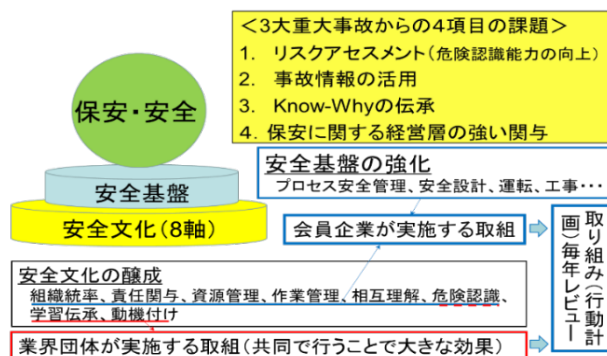 ＜3大重大事故からの4項目の課題＞
1. リスクアセスメント（危険認識能力の向上）
2. 事故情報の活用
3. Know-Whyの伝承
4. 保安に関する経営層の強い関与
保安・安全
安全基盤
安全文化（8軸）
安全基盤の強化
プロセス安全管理、安全設計、運転、工事･･･
会員企業が実施する取組
安全文化の醸成
組織統率、責任関与、資源管理、作業管理、相互理解、危険認識、
学習伝承、動機付け
業界団体が実施する取組（共同で行うことで大きな効果）
取り組み（行動計
画）毎年レビュー